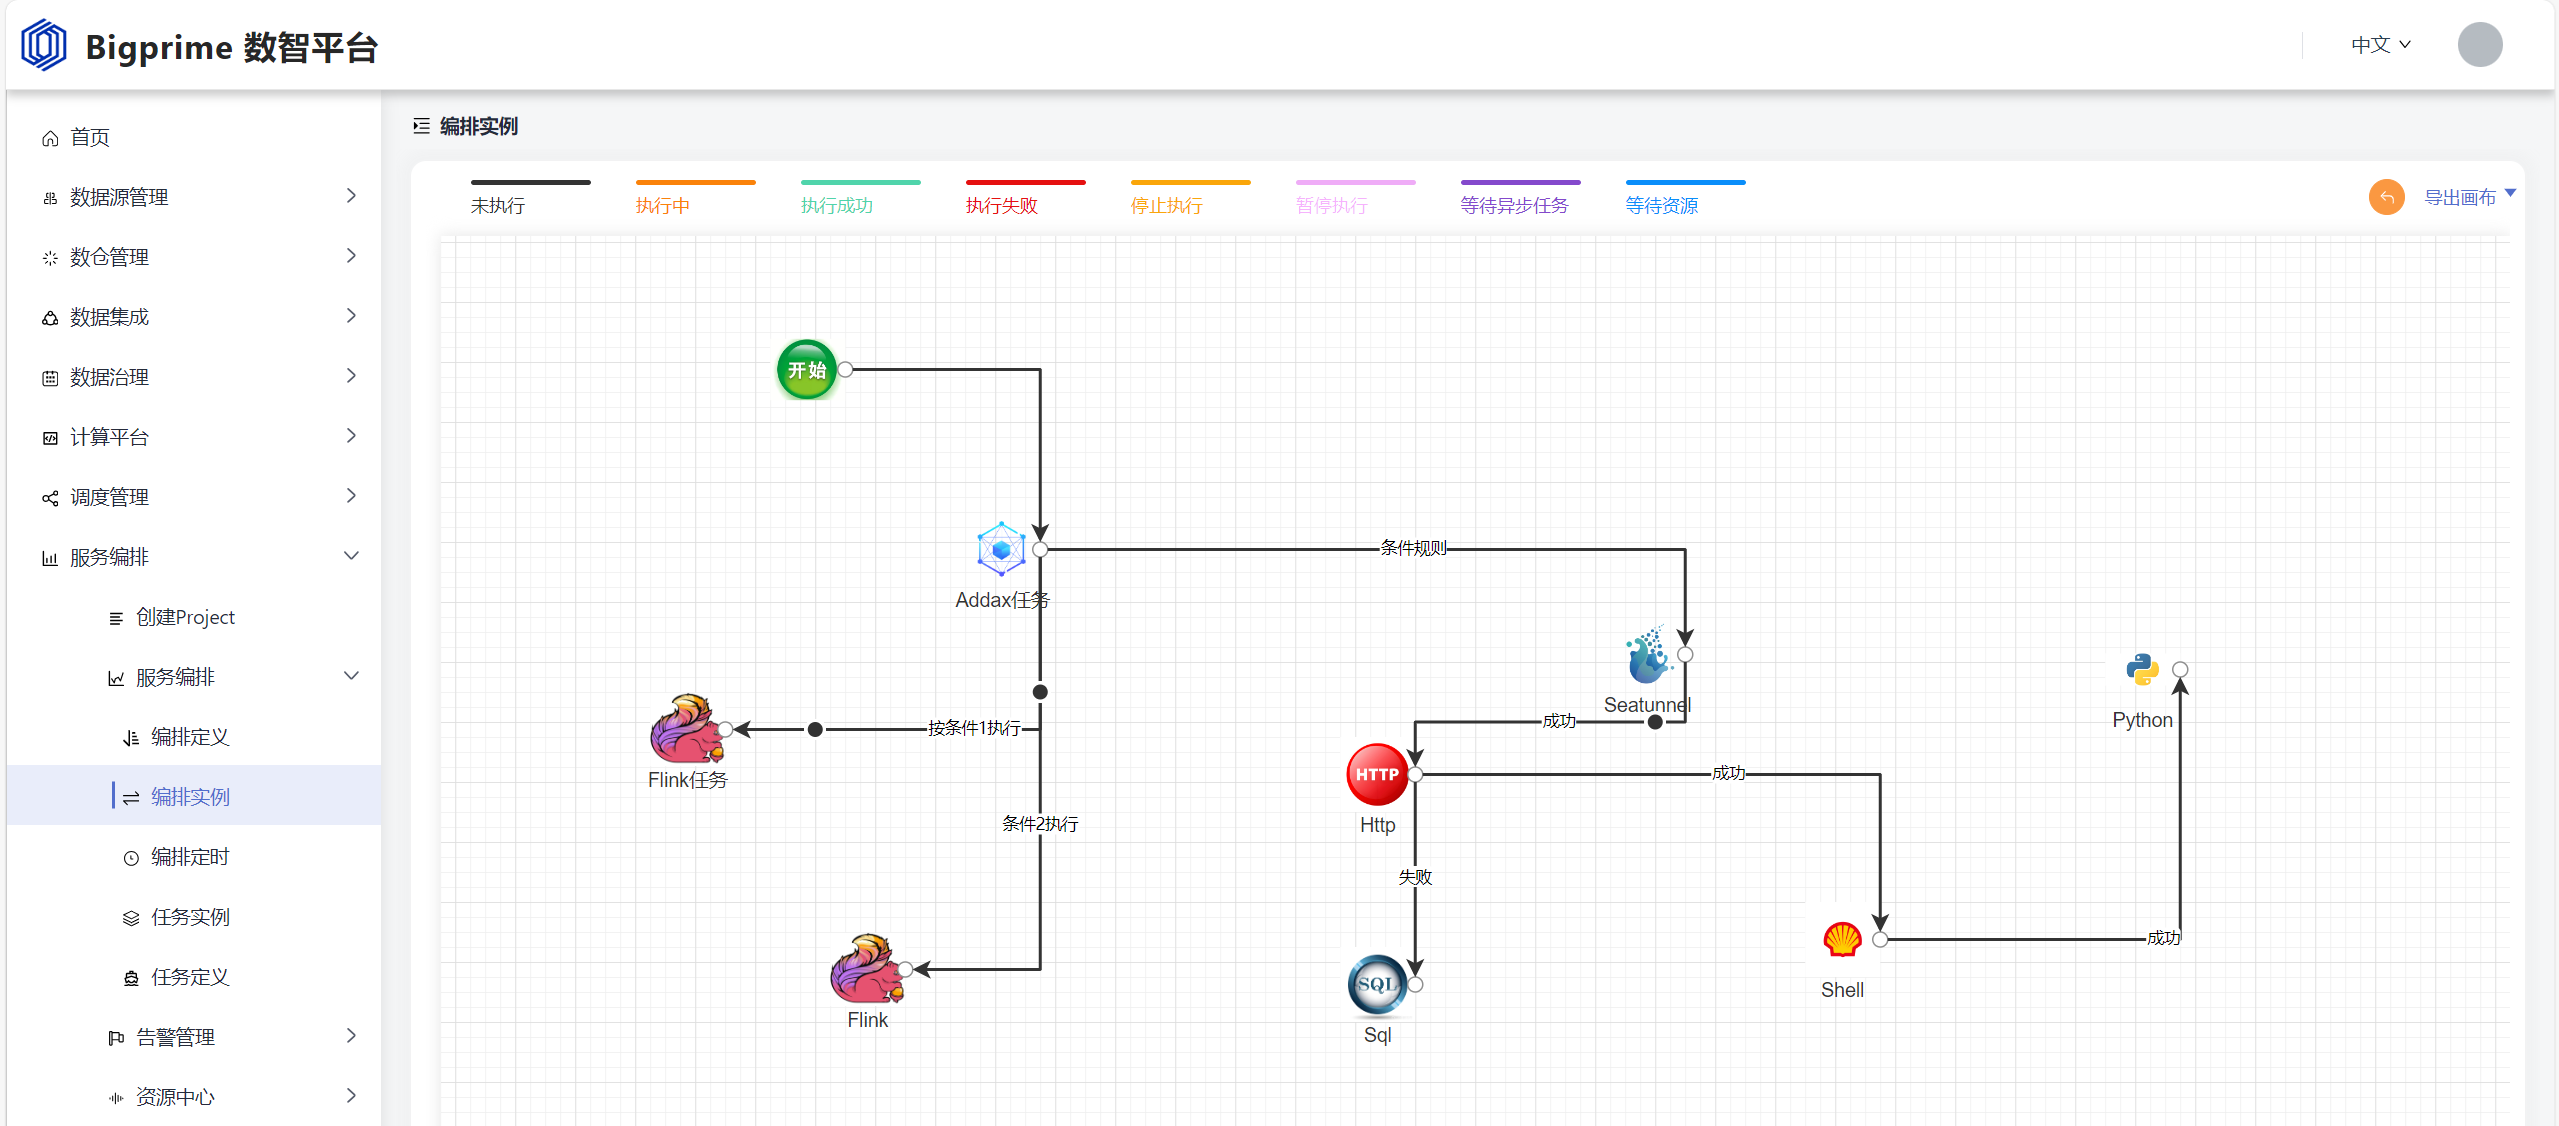 Bigprime 数智平台
中文
首页
数据源管理
数仓管理
数据集成
数据治理
计算平台
调度管理
服务编排
创建Project
服务编排
编排定义
编排实例
编排定时
任务实例
任务定义
告警管理
资源中心
编排实例
未执行
执行中
执行成功
执行失败
停止执行
暂停执行
等待异步任务
等待资源
导出画布
开始
条件规则
Addax任务
Seatunnel
Python
成功
按条件1执行
Flink任务
HTTP
成功
Http
条件2执行
失败
成功
SQL
Shell
Flink
Sql